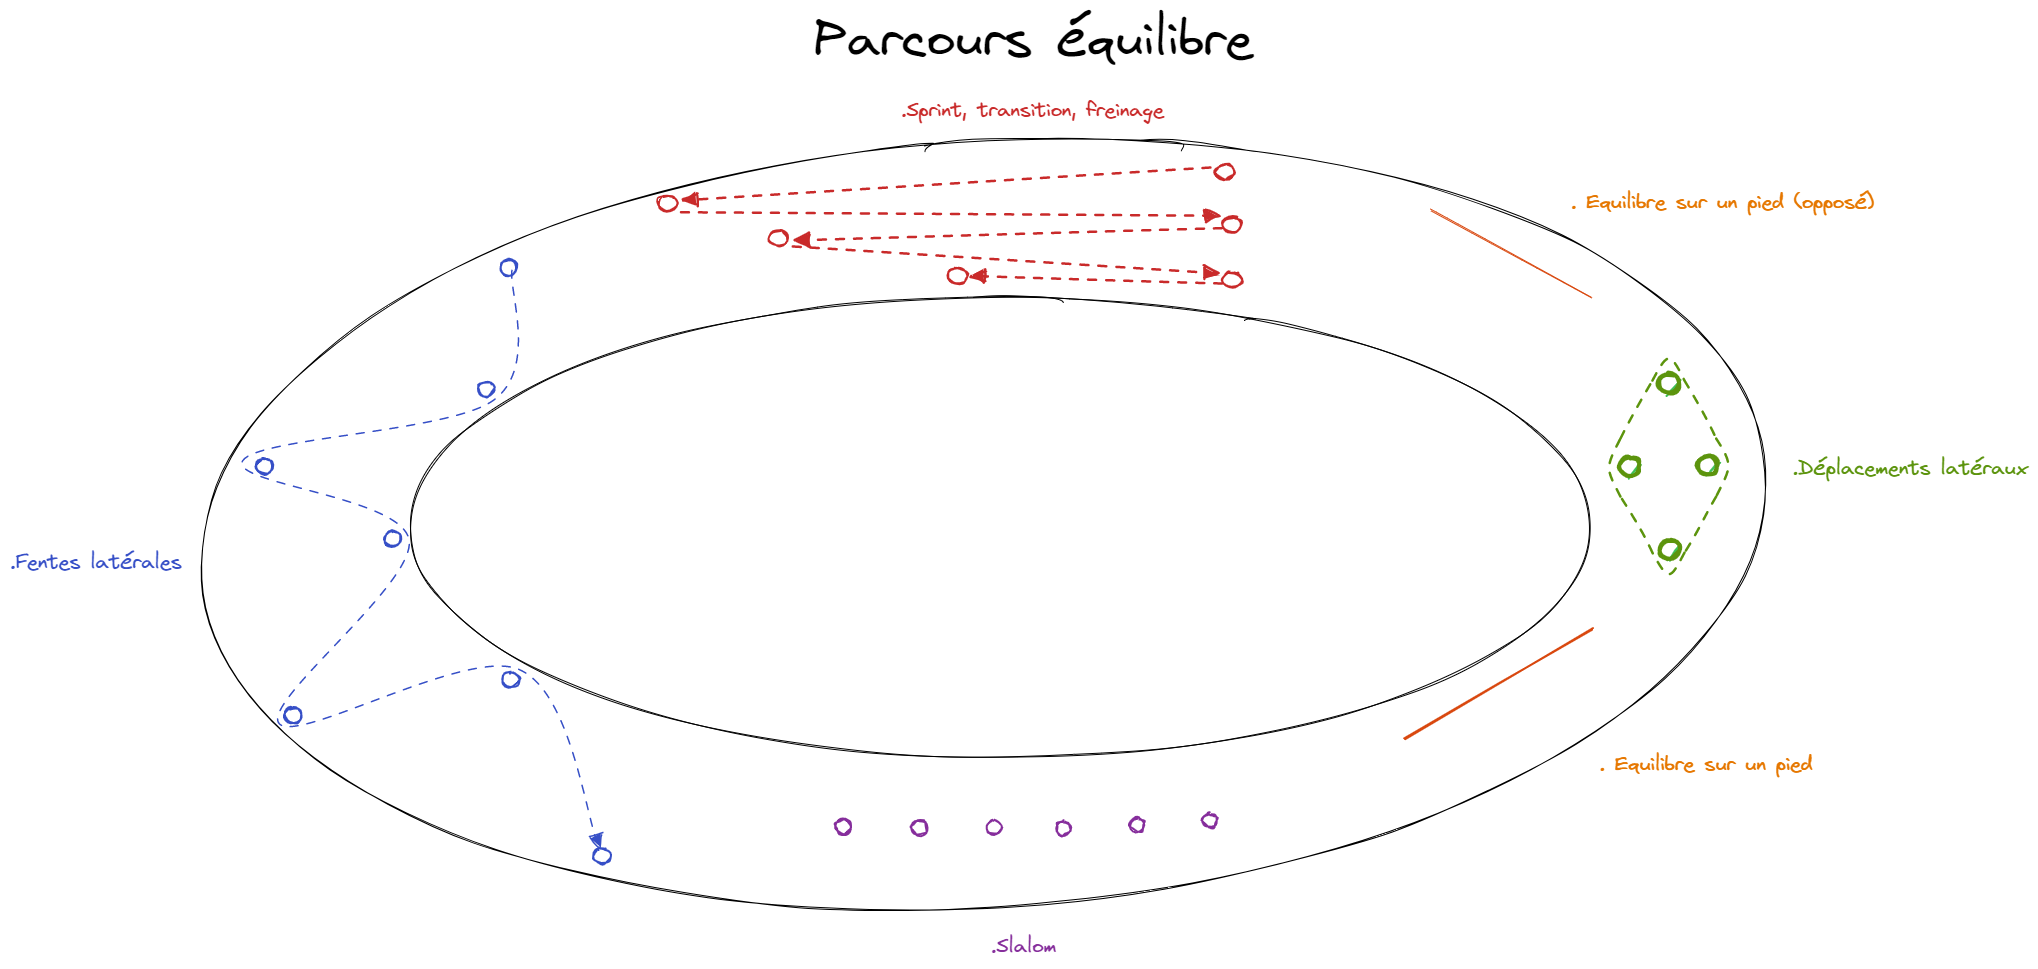 Parcours équilibre
.Sprint, transition, freinage
. Equilibre sur un pied (opposé)
.Déplacements latéraux
.Fentes latérales
. Equilibre sur un pied
.Slalom